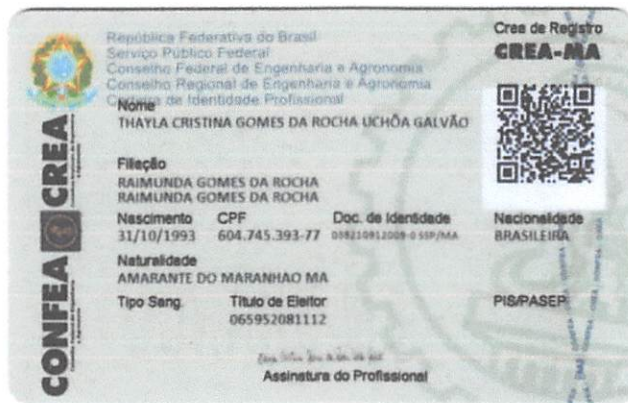 República Federativa do Brasil
Serviço Público Federal
Conselho Federal de Engenharia e Agronomia
Conselho Regional de Engenharia e Agronomia
Carteira de Identidade Profissional
Crea de Registro
CREA-MA
Nome
THAYLA CRISTINA GOMES DA ROCHA UCHÔA GALVÃO
Filiação
RAIMUNDA GOMES DA ROCHA
RAIMUNDA GOMES DA ROCHA
Nascimento CPF Doc. de Identidade Nacionalidade
31/10/1993 604.745.393-77 SSP/MA BRASILEIRA
Naturalidade
AMARANTE DO MARANHAO MA
Tipo Sang. Título de Eleitor PIS/PASEP
065952081112
Assinatura do Profissional
CONFEA
CREA